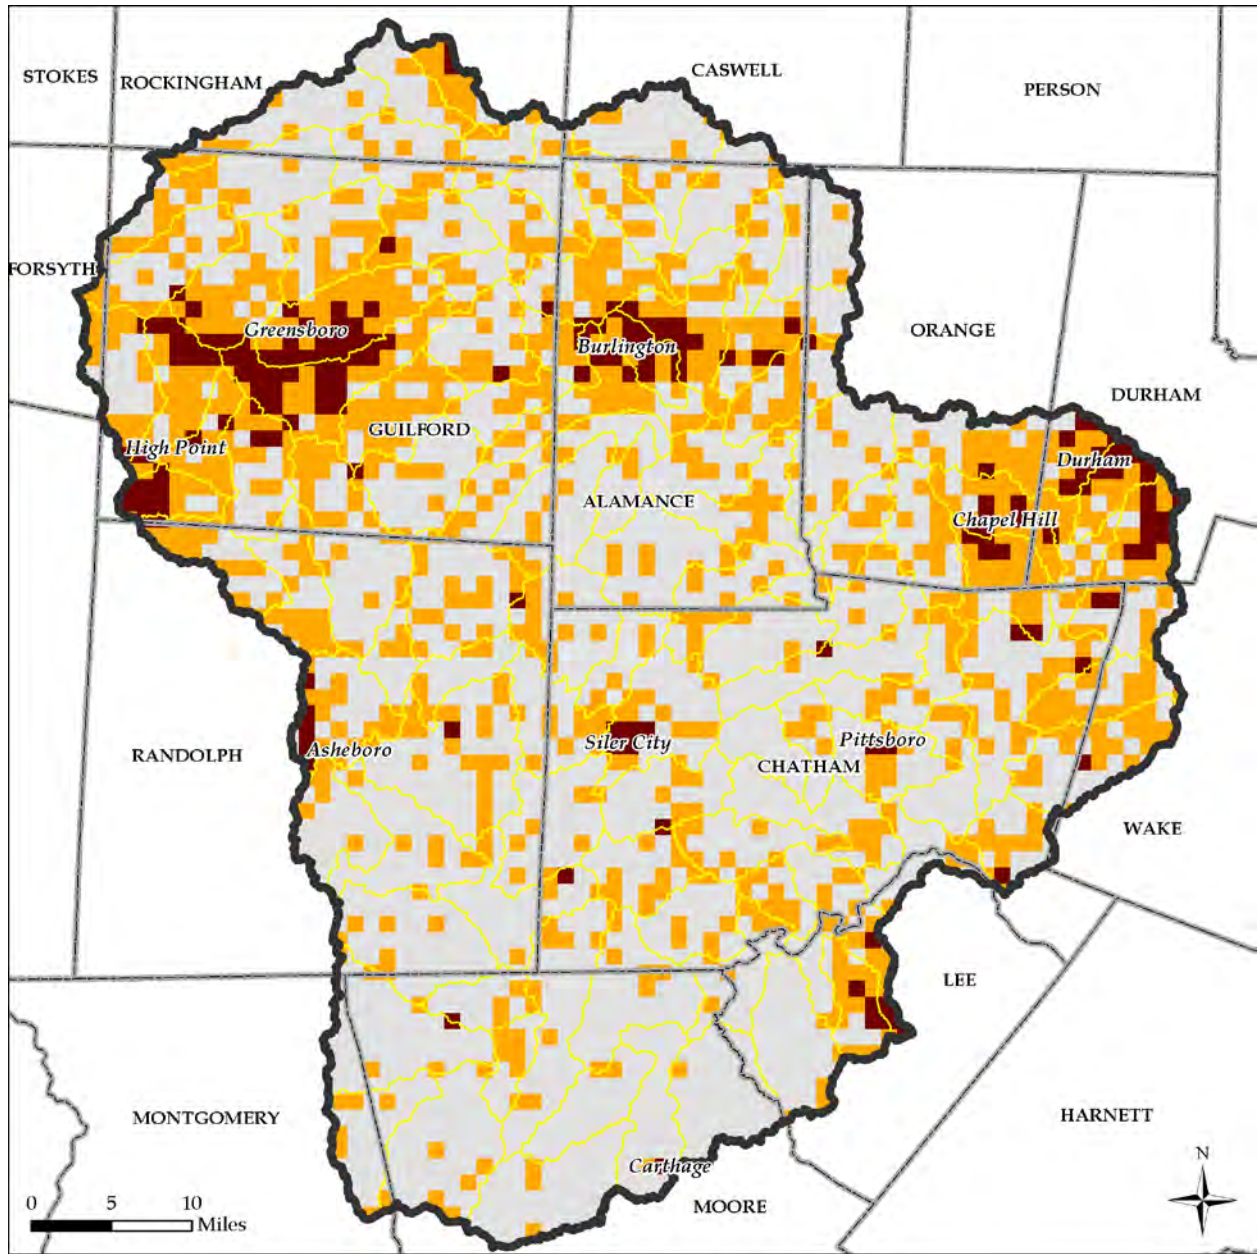 STOKES
ROCKINGHAM
CASWELL
PERSON
FORSYTH
Greensboro
Burlington
ORANGE
DURHAM
High Point
GUILFORD
Durham
ALAMANCE
Chapel Hill
RANDOLPH
Asheboro
Siler City
Pittsboro
CHATHAM
WAKE
LEE
MONTGOMERY
HARNETT
Carthage
MOORE
N
0 5 10
Miles